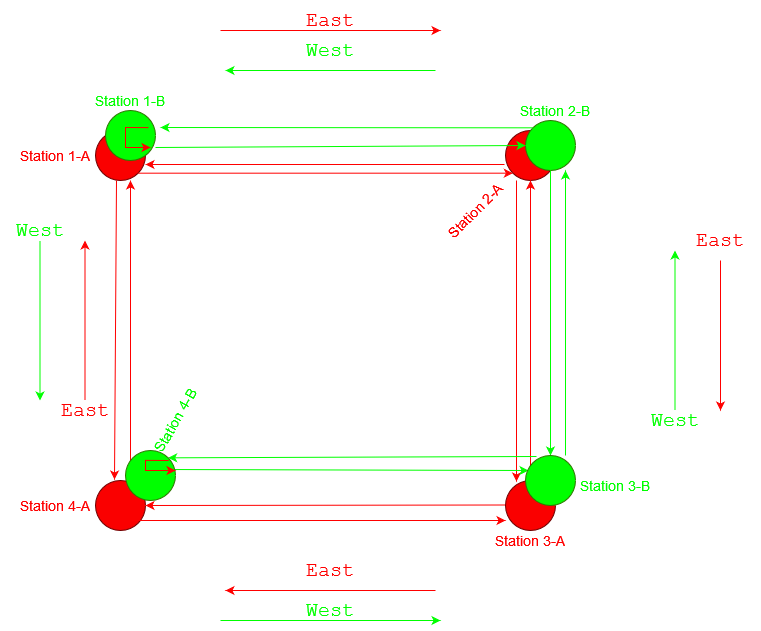 East
West
Station 1-B
Station 2-B
Station 1-A
Station 2-A
West
East
East
West
Station 4-B
Station 3-B
Station 4-A
Station 3-A
East
West